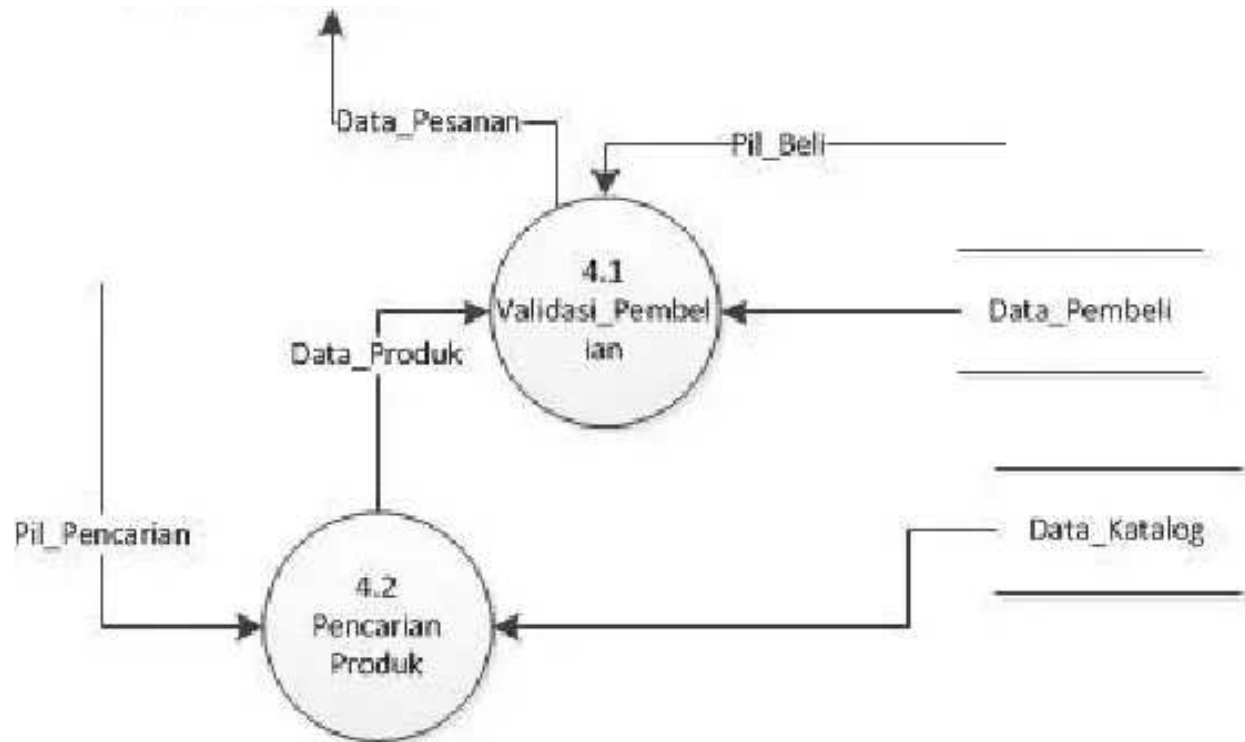 Data_Pesanan
Pil_Beli
4.1
Validasi_Pembel
ian
Data_Pembeli
Data_Produk
Pil_Pencarian
Data_Katalog
4.2
Pencarian
Produk